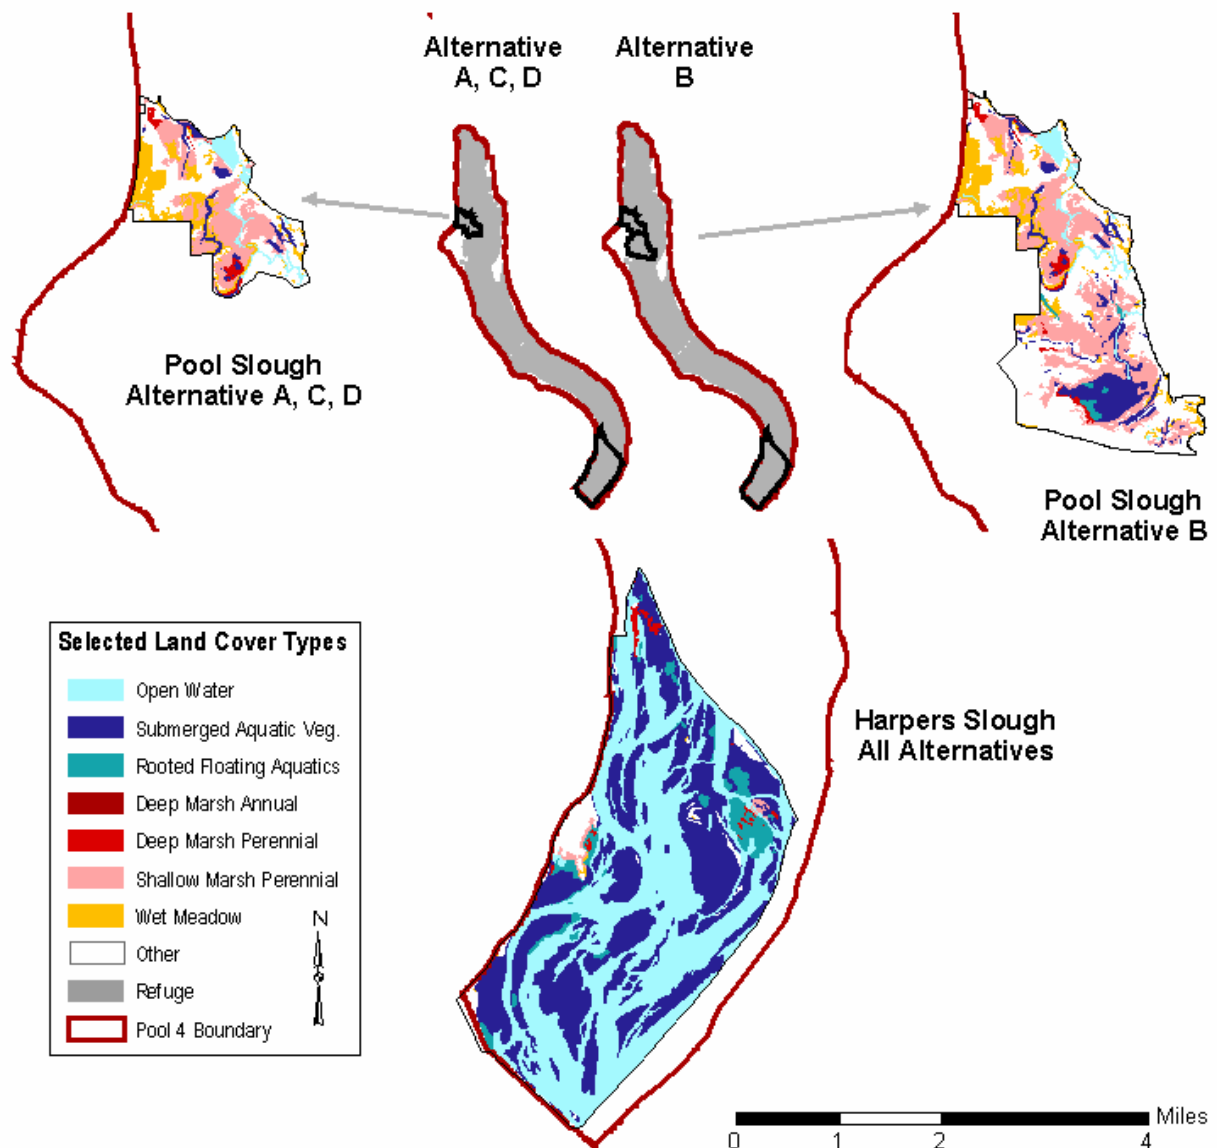 Alternative
A, C, D
Alternative
B
Pool Slough
Alternative A, C, D
Pool Slough
Alternative B
Selected Land Cover Types
Open Water
Submerged Aquatic Veg.
Rooted Floating Aquatics
Deep Marsh Annual
Deep Marsh Perennial
Shallow Marsh Perennial
Wet Meadow
Other
Refuge
Pool 4 Boundary
N
Harpers Slough
All Alternatives
Miles
0 1 2 4